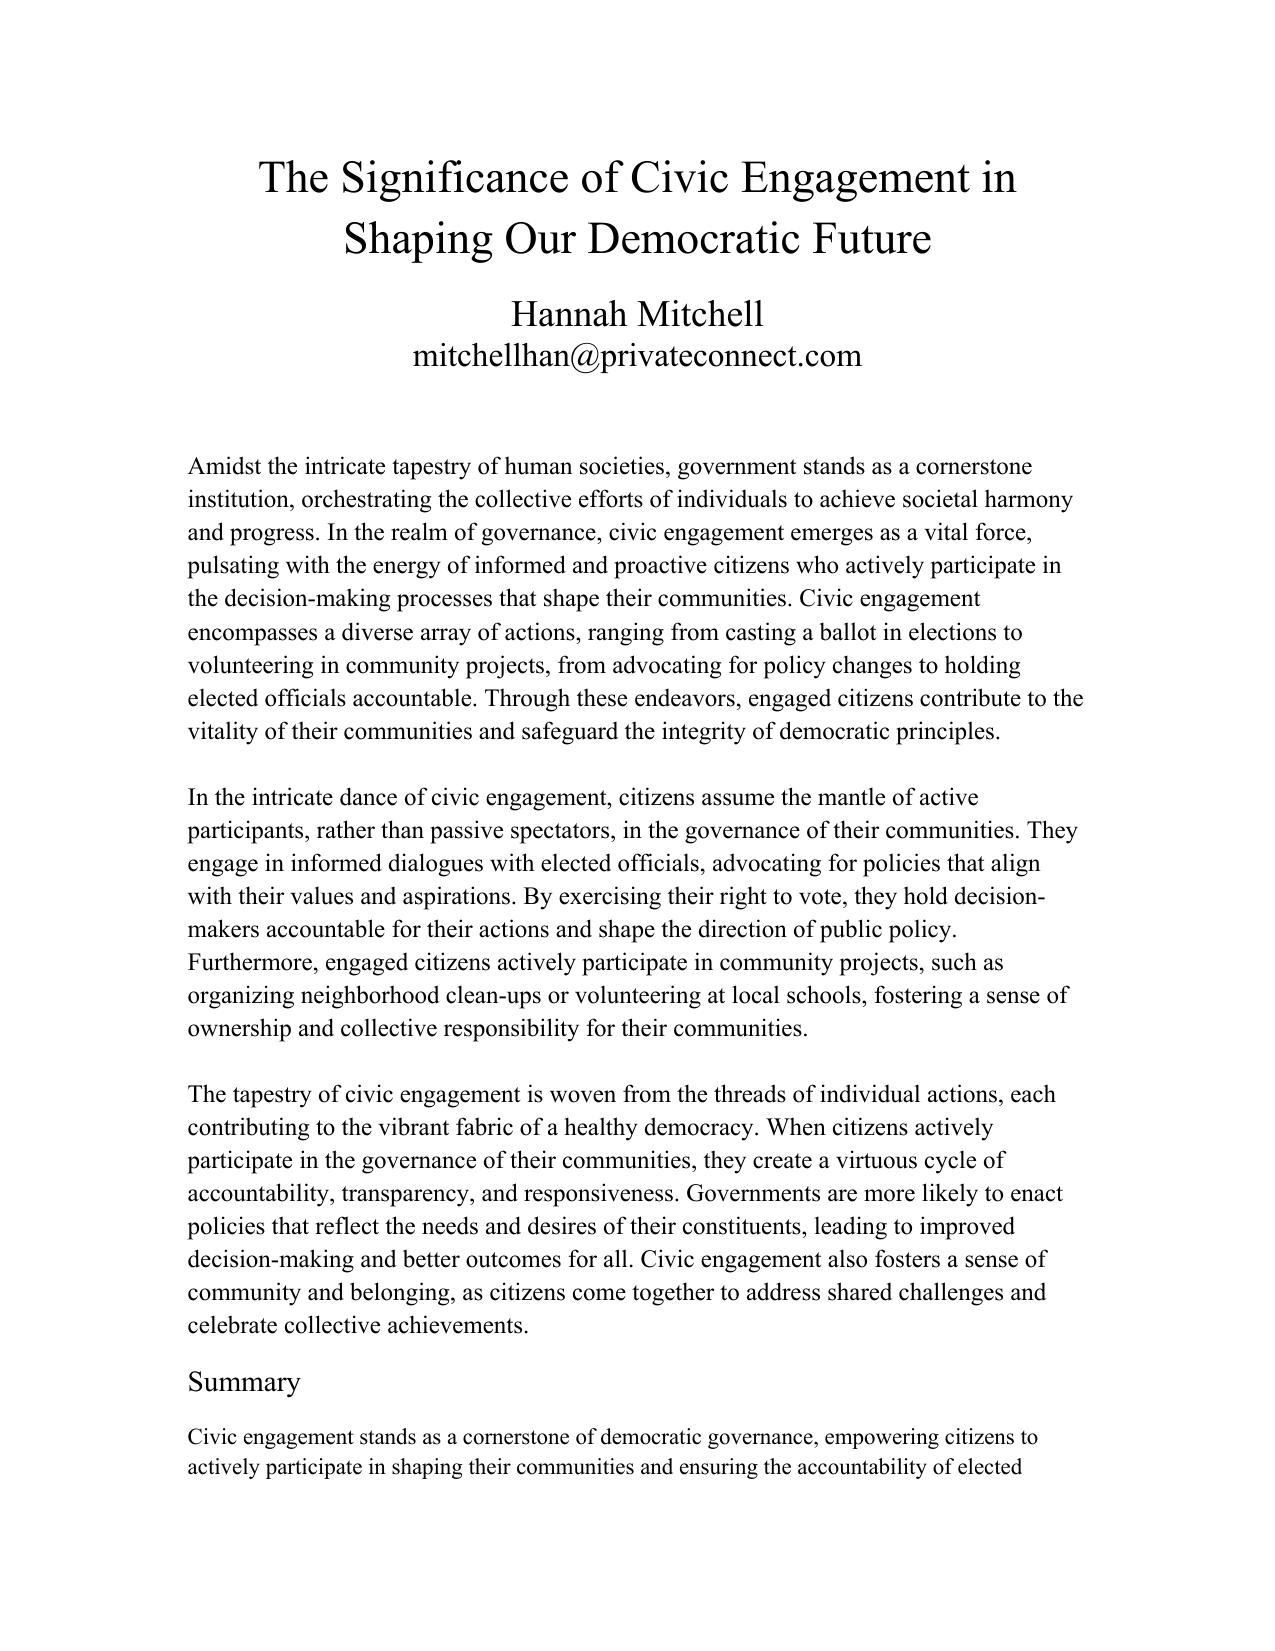 The Significance of Civic Engagement in
Shaping Our Democratic Future
Hannah Mitchell
mitchellhan@privateconnect.com
Amidst the intricate tapestry of human societies, government stands as a cornerstone
institution, orchestrating the collective efforts of individuals to achieve societal harmony
and progress. In the realm of governance, civic engagement emerges as a vital force,
pulsating with the energy of informed and proactive citizens who actively participate in
the decision-making processes that shape their communities. Civic engagement
encompasses a diverse array of actions, ranging from casting a ballot in elections to
volunteering in community projects, from advocating for policy changes to holding
elected officials accountable. Through these endeavors, engaged citizens contribute to the
vitality of their communities and safeguard the integrity of democratic principles.
In the intricate dance of civic engagement, citizens assume the mantle of active
participants, rather than passive spectators, in the governance of their communities. They
engage in informed dialogues with elected officials, advocating for policies that align
with their values and aspirations. By exercising their right to vote, they hold decision-
makers accountable for their actions and shape the direction of public policy.
Furthermore, engaged citizens actively participate in community projects, such as
organizing neighborhood clean-ups or volunteering at local schools, fostering a sense of
ownership and collective responsibility for their communities.
The tapestry of civic engagement is woven from the threads of individual actions, each
contributing to the vibrant fabric of a healthy democracy. When citizens actively
participate in the governance of their communities, they create a virtuous cycle of
accountability, transparency, and responsiveness. Governments are more likely to enact
policies that reflect the needs and desires of their constituents, leading to improved
decision-making and better outcomes for all. Civic engagement also fosters a sense of
community and belonging, as citizens come together to address shared challenges and
celebrate collective achievements.
Summary
Civic engagement stands as a cornerstone of democratic governance, empowering citizens to
actively participate in shaping their communities and ensuring the accountability of elected